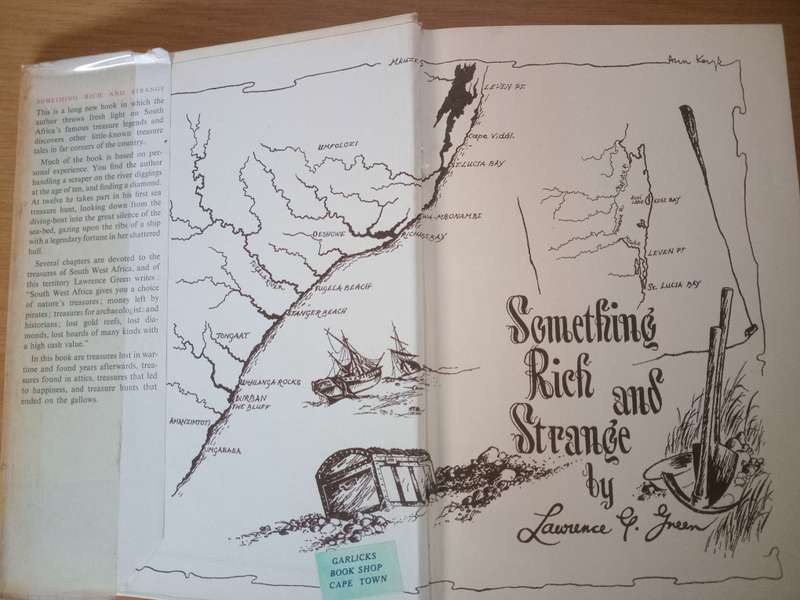 SOMETHING RICH AND STRANGE
This is a long new book in which the
author throws fresh light on South
Africa's famous treasure legends and
discovers other little-known treasure
tales in far corners of the country.
Much of the book is based on per-
sonal experience. You find the author
handling a scraper on the river diggings
at the age of ten, and finding a diamond.
At twelve he takes part in his first sea
treasure hunt, looking down from the
diving-boat into the great silence of the
sea-bed, gazing upon the ribs of a ship
with a legendary fortune in her shattered
hull.
Several chapters are devoted to the
treasures of South West Africa, and of
this territory Lawrence Green writes:
"South West Africa gives you a choice
of nature's treasures; money left by
pirates; treasures for archaeologist: and
historians; lost gold reefs, lost dia-
monds, lost hoards of many kinds with
a high cash value."
In this book are treasures lost in war-
time and found years afterwards, trea-
sures found in attics, treasures that led
to happiness, and treasure hunts that
ended on the gallows.
MKUZE
LEVEN PT.
Cape Vidal
ST. LUCIA BAY
UMFOLOZI
KWA-MBONAMBI
RICHARDS BAY
TUGELA BEACH
STANGER BEACH
TONGAAT
UMHLANGA ROCKS
DURBAN
THE BLUFF
AMANZIMTOTI
UMGABABA
GARLICKS
BOOK SHOP
CAPE TOWN
KOSI BAY
LEVEN PT
ST. LUCIA BAY
Something
Rich
and
Strange
by
Lawrence G. Green